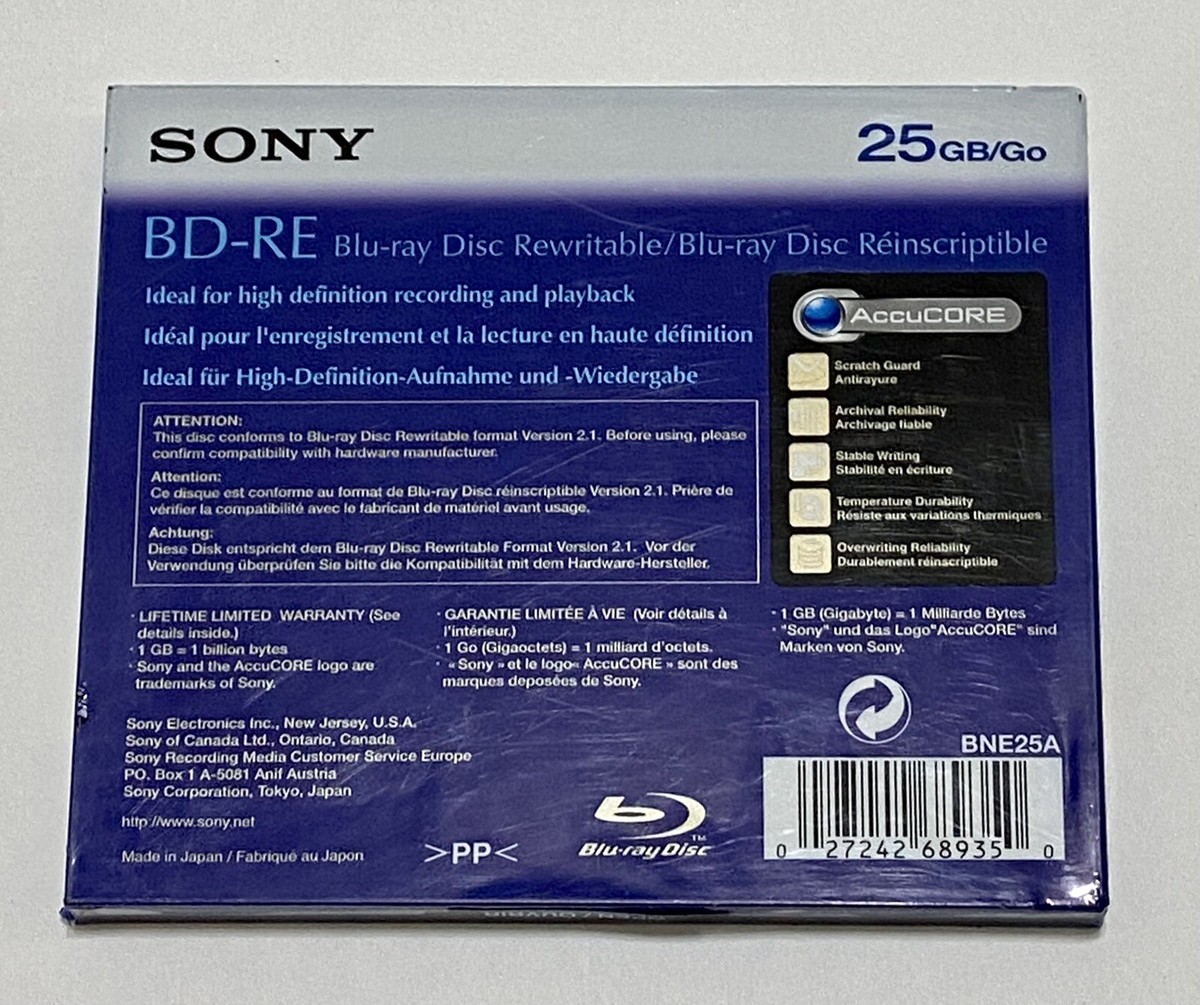 SONY
25GB/Go
BD-RE Blu-ray Disc Rewritable/Blu-ray Disc Réinscriptible
Ideal for high definition recording and playback
Idéal pour l'enregistrement et la lecture en haute définition
Ideal für High-Definition-Aufnahme und -Wiedergabe
AccuCORE
Scratch Guard
Antirayure
Archival Reliability
Archivage fiable
Stable Writing
Stabilité en écriture
Temperature Durability
Résiste aux variations thermiques
Overwriting Reliability
Durablement réinscriptible
ATTENTION:
This disc conforms to Blu-ray Disc Rewritable format Version 2.1. Before using, please
confirm compatibility with hardware manufacturer.
Attention:
Ce disque est conforme au format de Blu-ray Disc réinscriptible Version 2.1. Prière de
vérifier la compatibilité avec le fabricant de matériel avant usage.
Achtung:
Diese Disk entspricht dem Blu-ray Disc Rewritable Format Version 2.1. Vor der
Verwendung überprüfen Sie bitte die Kompatibilität mit dem Hardware-Hersteller.
· LIFETIME LIMITED WARRANTY (See
details inside.)
· 1 GB = 1 billion bytes
· Sony and the AccuCORE logo are
trademarks of Sony.
· GARANTIE LIMITÉE À VIE (Voir détails à
l'intérieur.)
· 1 Go (Gigaoctets) = 1 milliard d'octets.
· « Sony » et le logo« AccuCORE » sont des
marques deposées de Sony.
· 1 GB (Gigabyte) = 1 Milliarde Bytes
· "Sony" und das Logo"AccuCORE" sind
Marken von Sony.
Sony Electronics Inc., New Jersey, U.S.A.
Sony of Canada Ltd., Ontario, Canada
Sony Recording Media Customer Service Europe
PO. Box 1 A-5081 Anif Austria
Sony Corporation, Tokyo, Japan
http://www.sony.net
Made in Japan / Fabriqué au Japon
>PP<
Blu-ray Disc™
BNE25A
0 27242 68935 0
OPEN / OUVRIR